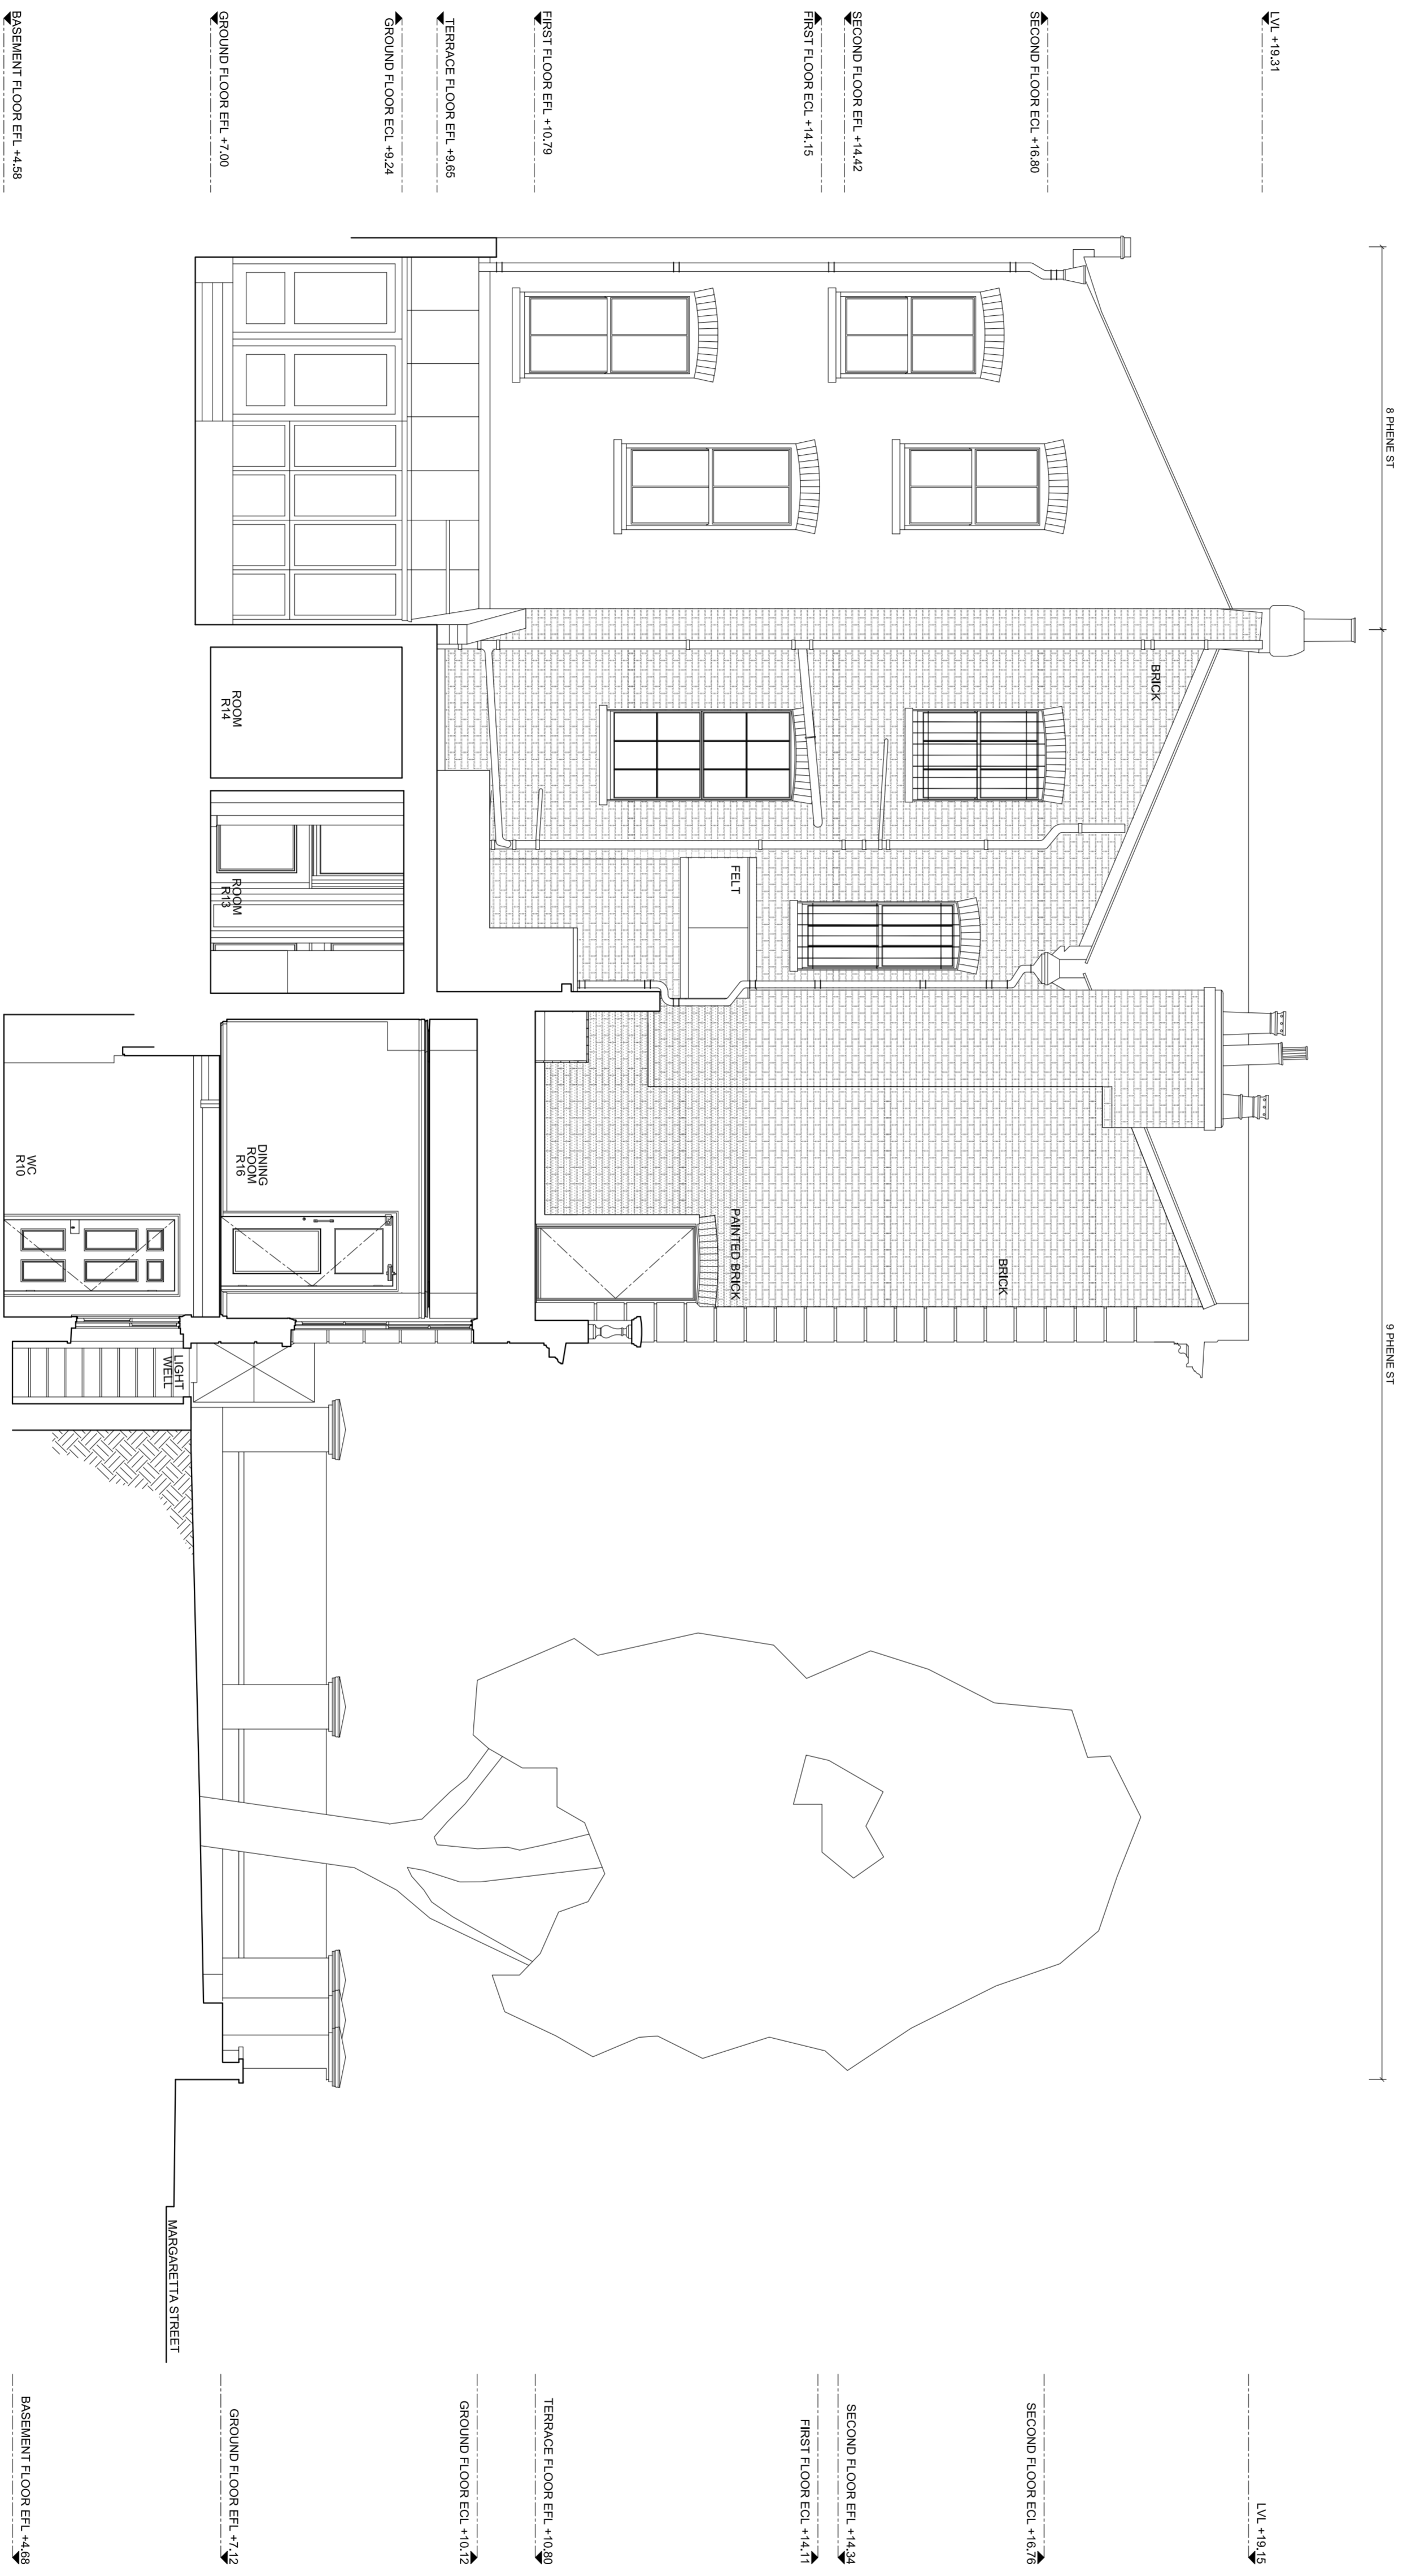 8 PHENE ST
9 PHENE ST
LVL +19.31
SECOND FLOOR ECL +16.80
SECOND FLOOR EFL +14.42
FIRST FLOOR ECL +14.15
FIRST FLOOR EFL +10.79
TERRACE FLOOR EFL +9.65
GROUND FLOOR ECL +9.24
GROUND FLOOR EFL +7.00
BASEMENT FLOOR EFL +4.58
BRICK
FELT
BRICK
PAINTED BRICK
ROOM
R14
ROOM
R13
DINING
ROOM
R16
WC
R10
LIGHT
WELL
MARGARETTA STREET
LVL +19.15
SECOND FLOOR ECL +16.76
SECOND FLOOR EFL +14.34
FIRST FLOOR ECL +14.11
TERRACE FLOOR EFL +10.80
GROUND FLOOR ECL +10.12
GROUND FLOOR EFL +7.12
BASEMENT FLOOR EFL +4.68